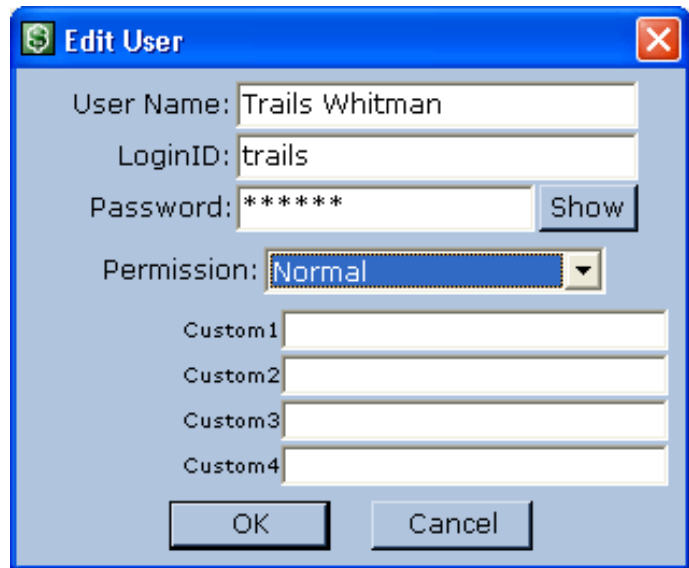 Edit User
User Name: Trails Whitman
LoginID: trails
Password: ****** Show
Permission: Normal
Custom1
Custom2
Custom3
Custom4
OK Cancel